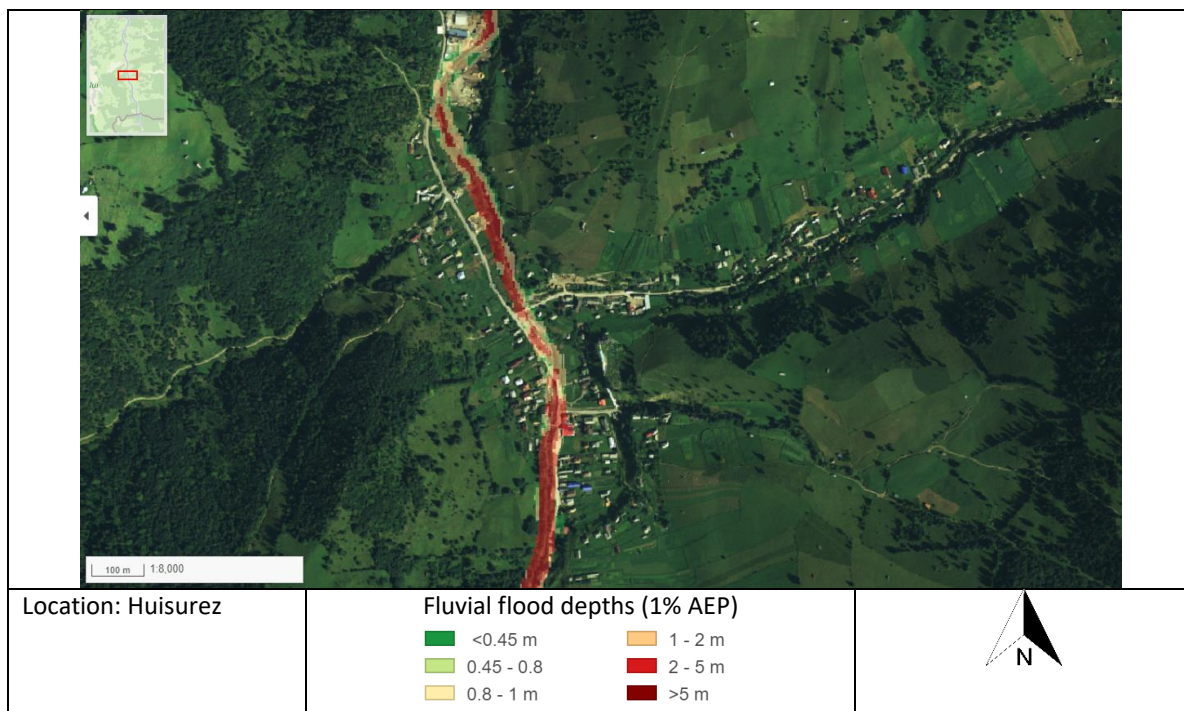 lui
100 m 1:8,000
Location: Huisurez
Fluvial flood depths (1% AEP)
<0.45 m
0.45 - 0.8
0.8 - 1 m
1 - 2 m
2 - 5 m
>5 m
N